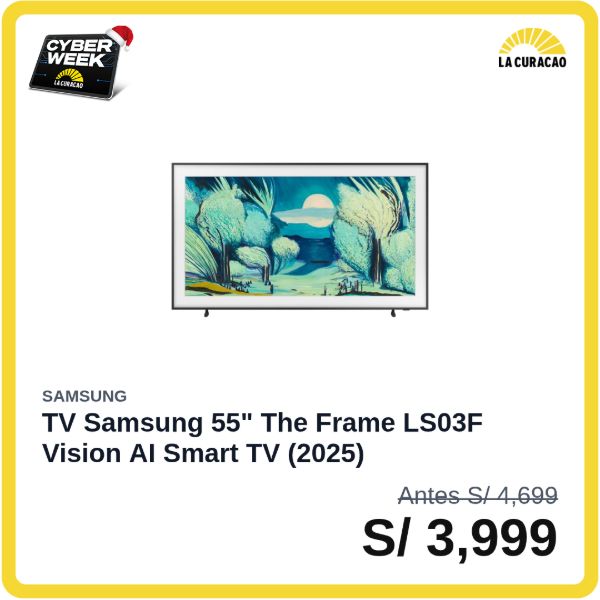 CYBER
WEEK
LA CURACAO
LA CURACAO
SAMSUNG
TV Samsung 55" The Frame LS03F
Vision AI Smart TV (2025)
Antes S/ 4,699
S/ 3,999